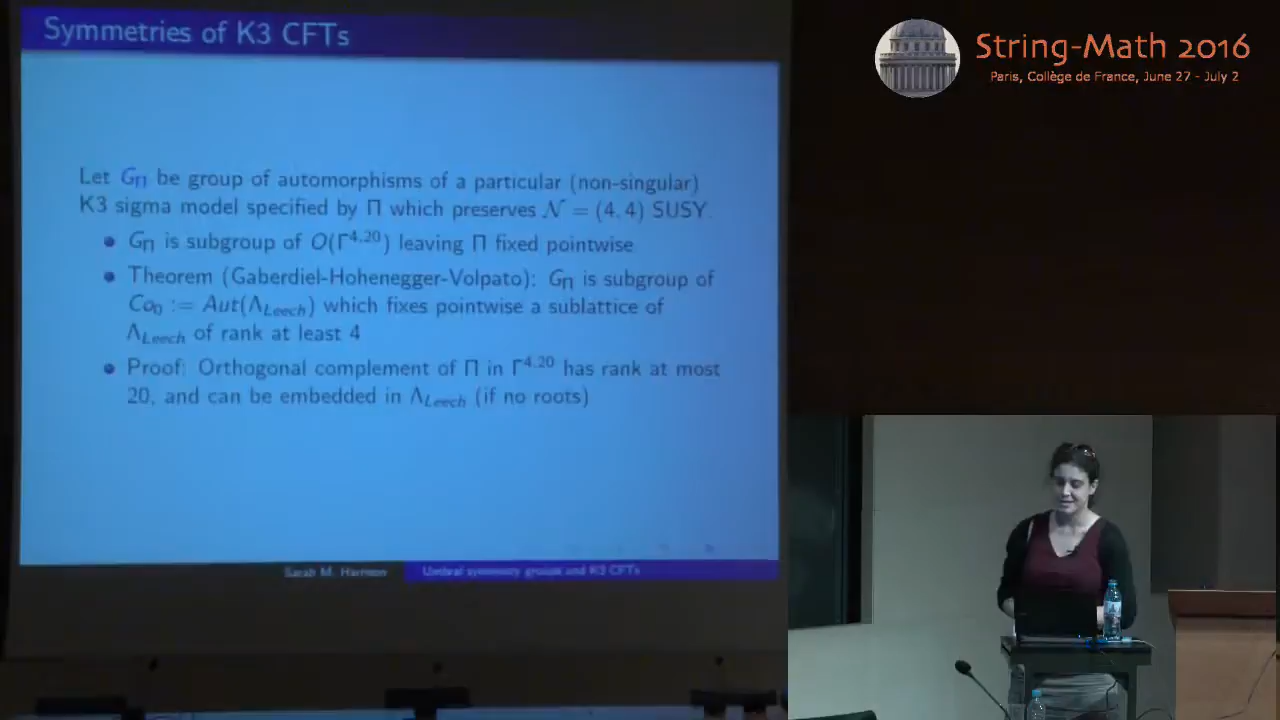 Symmetries of K3 CFTs
String-Math 2016
Paris, Collège de France, June 27 - July 2
Let G_Π be group of automorphisms of a particular (non-singular)
K3 sigma model specified by Π which preserves 𝒩 = (4, 4) SUSY.
• G_Π is subgroup of O(Γ^{4,20}) leaving Π fixed pointwise
• Theorem (Gaberdiel-Hohenegger-Volpato): G_Π is subgroup of
Co_0 := Aut(Λ_Leech) which fixes pointwise a sublattice of
Λ_Leech of rank at least 4
• Proof: Orthogonal complement of Π in Γ^{4,20} has rank at most
20, and can be embedded in Λ_Leech (if no roots)
Sarah M. Harrison
Umbral symmetry groups and K3 CFTs